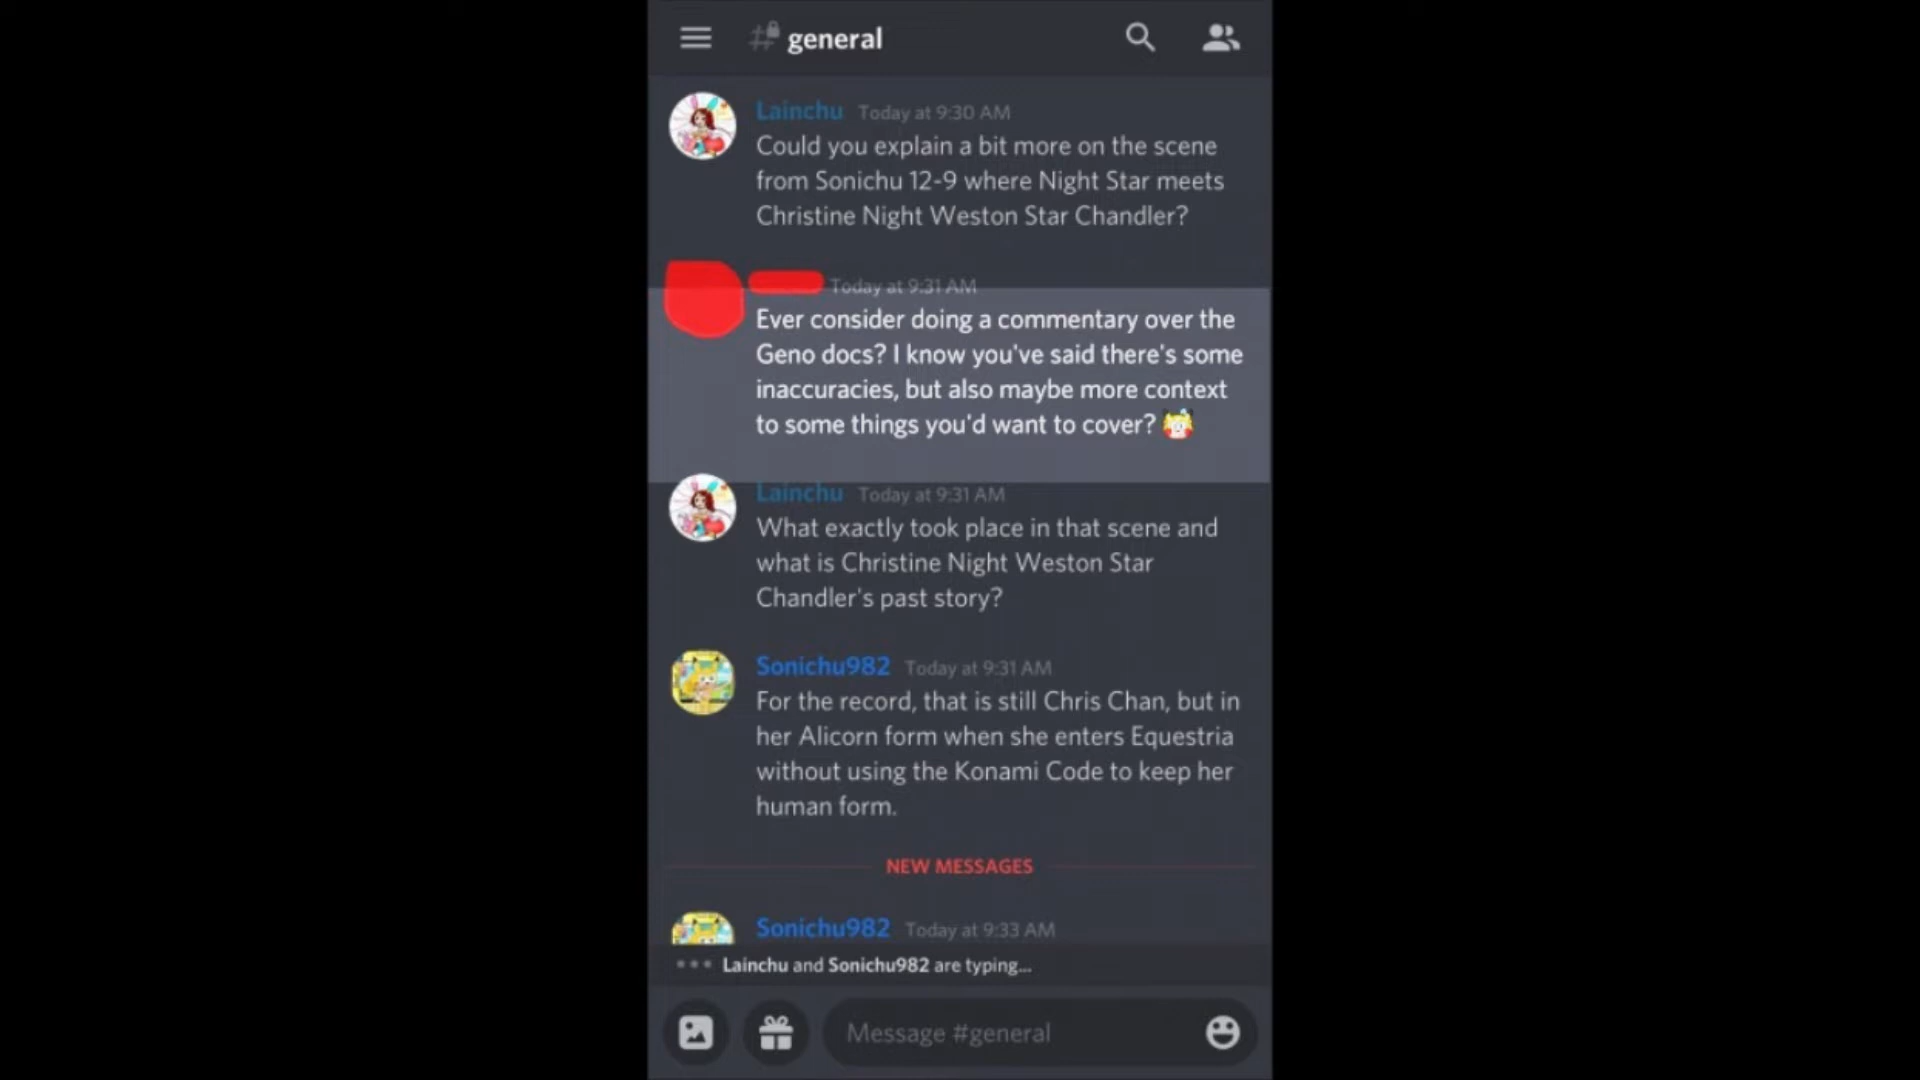 general
Lainchu Today at 9:30 AM
Could you explain a bit more on the scene
from Sonichu 12-9 where Night Star meets
Christine Night Weston Star Chandler?
Today at 9:31 AM
Ever consider doing a commentary over the
Geno docs? I know you've said there's some
inaccuracies, but also maybe more context
to some things you'd want to cover?
Lainchu Today at 9:31 AM
What exactly took place in that scene and
what is Christine Night Weston Star
Chandler's past story?
Sonichu982 Today at 9:31 AM
For the record, that is still Chris Chan, but in
her Alicorn form when she enters Equestria
without using the Konami Code to keep her
human form.
NEW MESSAGES
Sonichu982 Today at 9:33 AM
Lainchu and Sonichu982 are typing...
Message #general